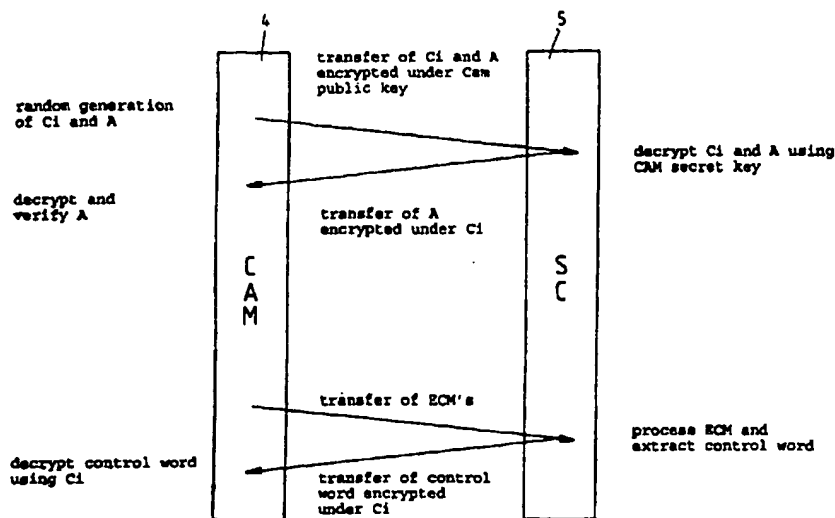 4
5
transfer of Ci and A
encrypted under Cam
public key
random generation
of Ci and A
decrypt Ci and A using
CAM secret key
decrypt and
verify A
transfer of A
encrypted under Ci
C
A
M
S
C
transfer of ECM's
process ECM and
extract control word
decrypt control word
using Ci
transfer of control
word encrypted
under Ci